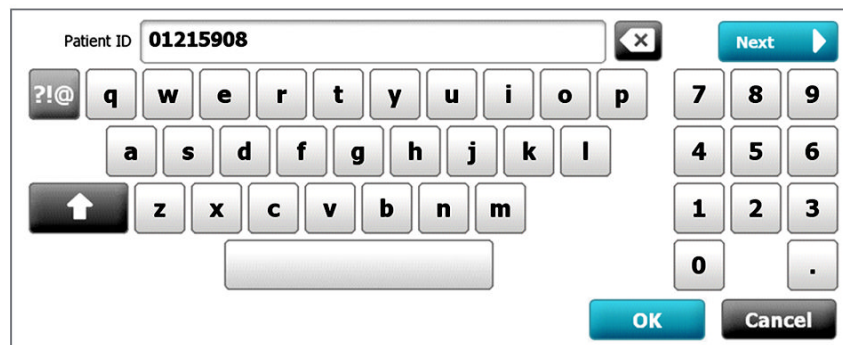 Patient ID 01215908 Next
?!@ q w e r t y u i o p 7 8 9
a s d f g h j k l 4 5 6
z x c v b n m 1 2 3
0 .
OK Cancel